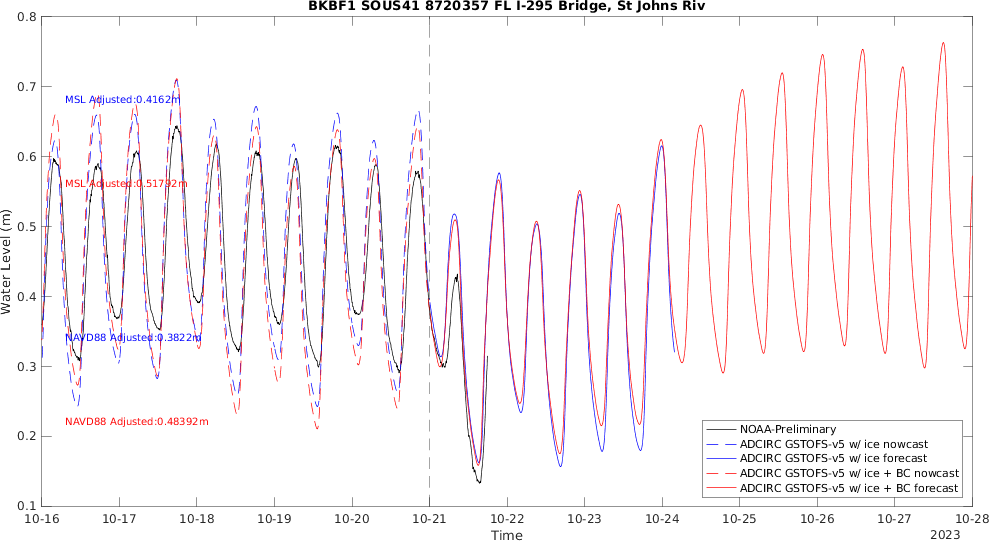 BKBF1 SOUS41 8720357 FL I-295 Bridge, St Johns Riv
0.8
0.7
0.6
0.5
0.4
0.3
0.2
0.1
Water Level (m)
MSL Adjusted:0.4162m
MSL Adjusted:0.51792m
NAVD88 Adjusted:0.3822m
NAVD88 Adjusted:0.48392m
NOAA-Preliminary
ADCIRC GSTOFS-v5 w/ ice nowcast
ADCIRC GSTOFS-v5 w/ ice forecast
ADCIRC GSTOFS-v5 w/ ice + BC nowcast
ADCIRC GSTOFS-v5 w/ ice + BC forecast
10-16 10-17 10-18 10-19 10-20 10-21 10-22 10-23 10-24 10-25 10-26 10-27 10-28
Time
2023